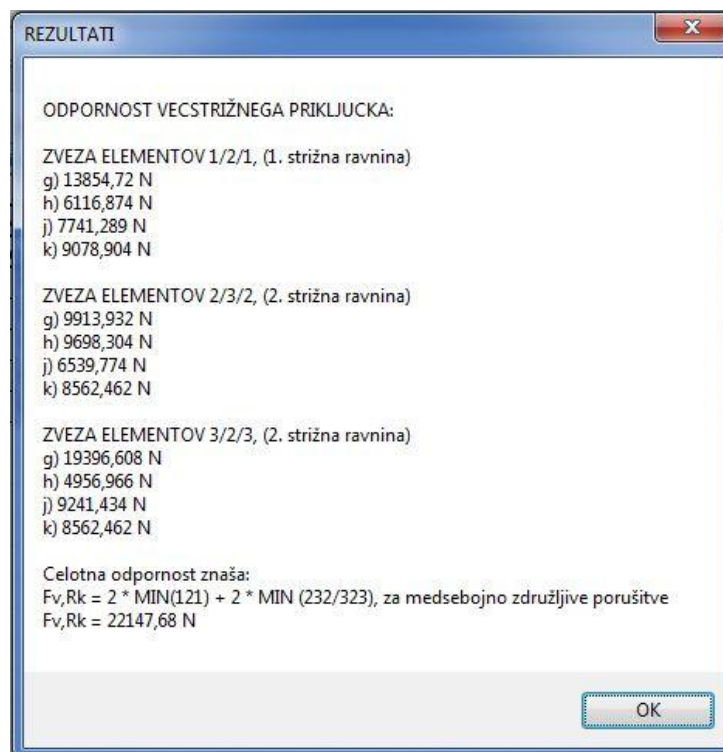 REZULTATI
ODPORNOST VECSTRIŽNEGA PRIKLJUCKA:
ZVEZA ELEMENTOV 1/2/1, (1. strižna ravnina)
g) 13854,72 N
h) 6116,874 N
j) 7741,289 N
k) 9078,904 N
ZVEZA ELEMENTOV 2/3/2, (2. strižna ravnina)
g) 9913,932 N
h) 9698,304 N
j) 6539,774 N
k) 8562,462 N
ZVEZA ELEMENTOV 3/2/3, (2. strižna ravnina)
g) 19396,608 N
h) 4956,966 N
j) 9241,434 N
k) 8562,462 N
Celotna odpornost znaša:
Fv,Rk = 2 * MIN(121) + 2 * MIN (232/323), za medsebojno združljive porušitve
Fv,Rk = 22147,68 N
OK